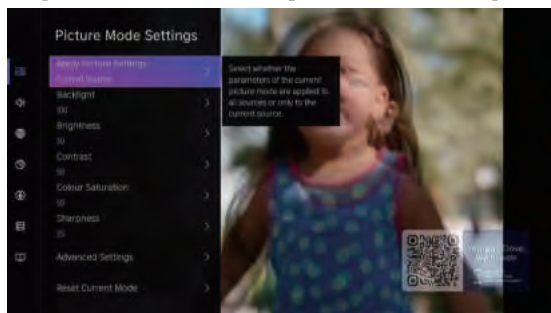 Picture Mode Settings
Apply Picture Settings
Current Source
Backlight
100
Brightness
50
Contrast
50
Colour Saturation
50
Sharpness
Advanced Settings
Reset Current Mode
Select whether the
parameters of the current
picture mode are applied to
all sources or only to the
current source.